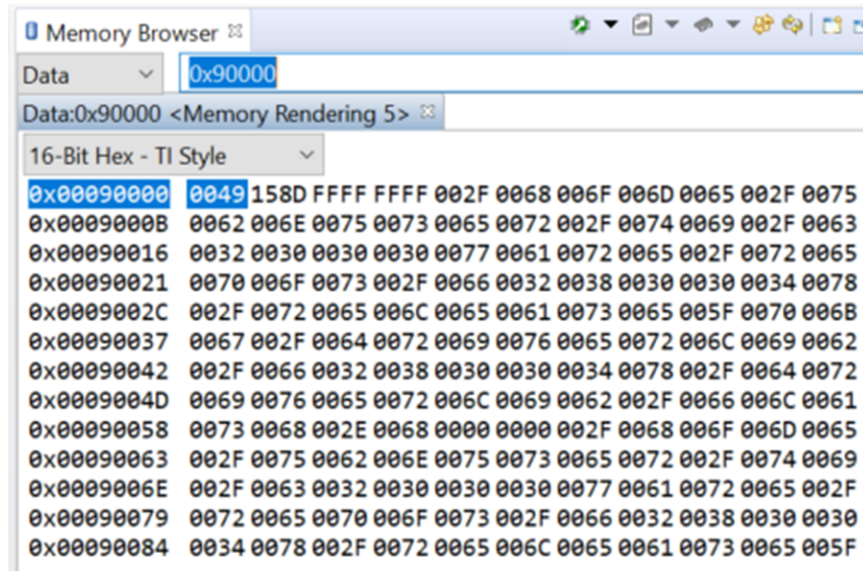 Memory Browser
Data 0x90000
Data:0x90000 <Memory Rendering 5>
16-Bit Hex - TI Style
0x00090000 0049 158D FFFF FFFF 002F 0068 006F 006D 0065 002F 0075
0x0009000B 0062 006E 0075 0073 0065 0072 002F 0074 0069 002F 0063
0x00090016 0032 0030 0030 0030 0077 0061 0072 0065 002F 0072 0065
0x00090021 0070 006F 0073 002F 0066 0032 0038 0030 0030 0034 0078
0x0009002C 002F 0072 0065 006C 0065 0061 0073 0065 005F 0070 006B
0x00090037 0067 002F 0064 0072 0069 0076 0065 0072 006C 0069 0062
0x00090042 002F 0066 0032 0038 0030 0030 0034 0078 002F 0064 0072
0x0009004D 0069 0076 0065 0072 006C 0069 0062 002F 0066 006C 0061
0x00090058 0073 0068 002E 0068 0000 0000 002F 0068 006F 006D 0065
0x00090063 002F 0075 0062 006E 0075 0073 0065 0072 002F 0074 0069
0x0009006E 002F 0063 0032 0030 0030 0030 0077 0061 0072 0065 002F
0x00090079 0072 0065 0070 006F 0073 002F 0066 0032 0038 0030 0030
0x00090084 0034 0078 002F 0072 0065 006C 0065 0061 0073 0065 005F